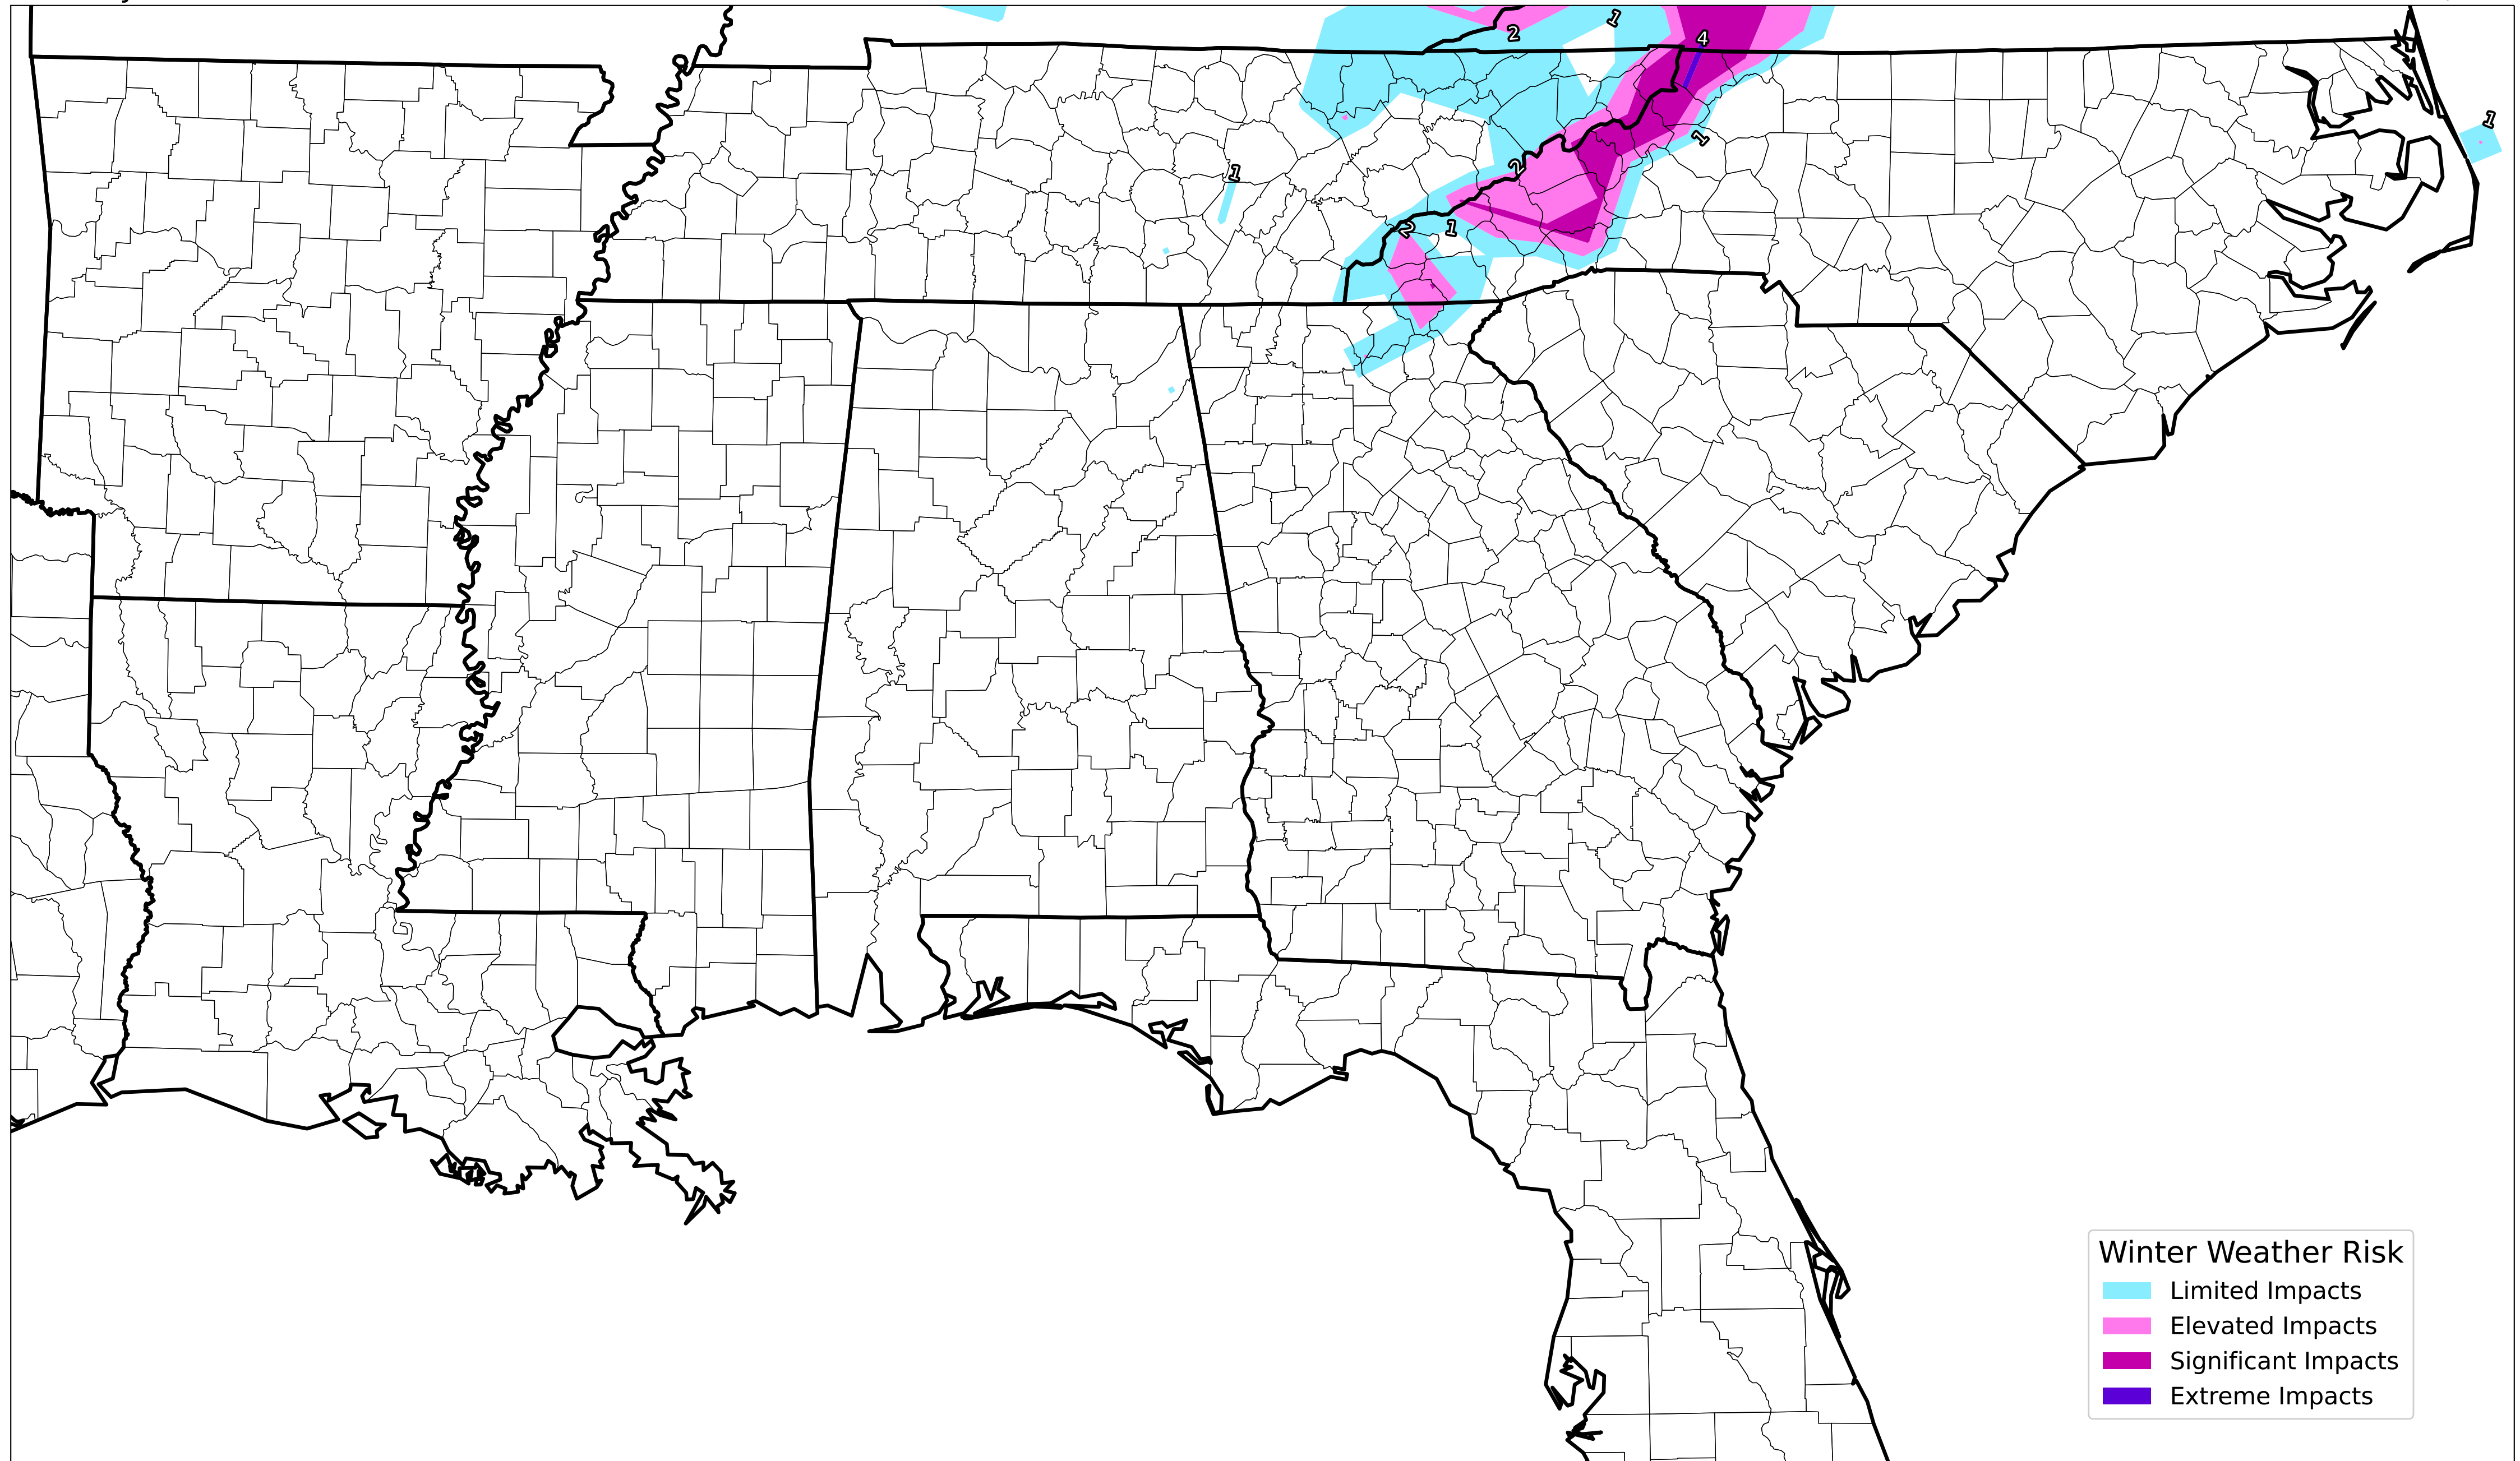 1
2
4
1
1
1
2
2
1
Winter Weather Risk
Limited Impacts
Elevated Impacts
Significant Impacts
Extreme Impacts